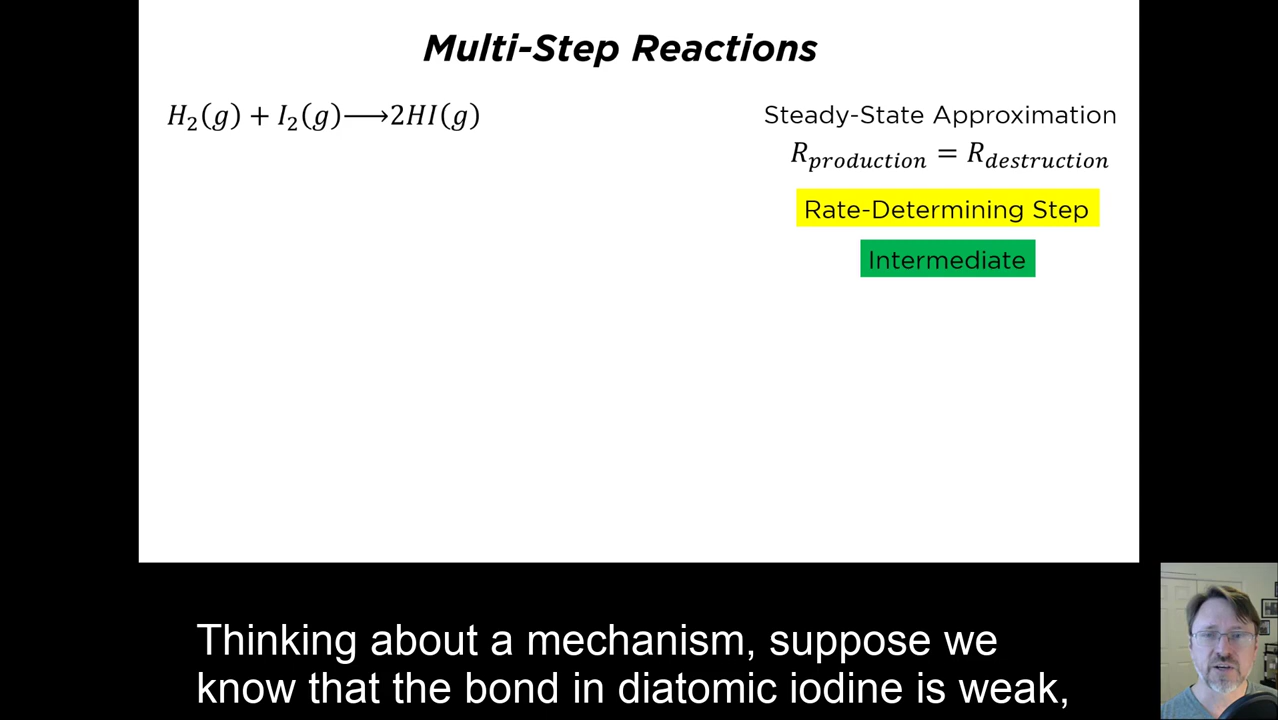 Multi-Step Reactions
H₂(g) + I₂(g)⟶2HI(g)
Steady-State Approximation
R_production = R_destruction
Rate-Determining Step
Intermediate
Thinking about a mechanism, suppose we
know that the bond in diatomic iodine is weak,